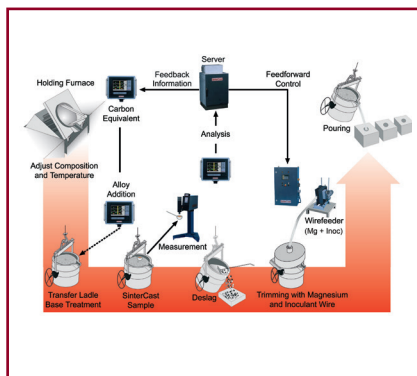 Server
Holding Furnace
Feedback
Information
Feedforward
Control
Carbon
Equivalent
Pouring
Analysis
Adjust Composition
and Temperature
Alloy
Addition
Wirefeeder
(Mg + Inoc)
Measurement
Transfer Ladle
Base Treatment
SinterCast
Sample
Deslag
Trimming with Magnesium
and Inoculant Wire